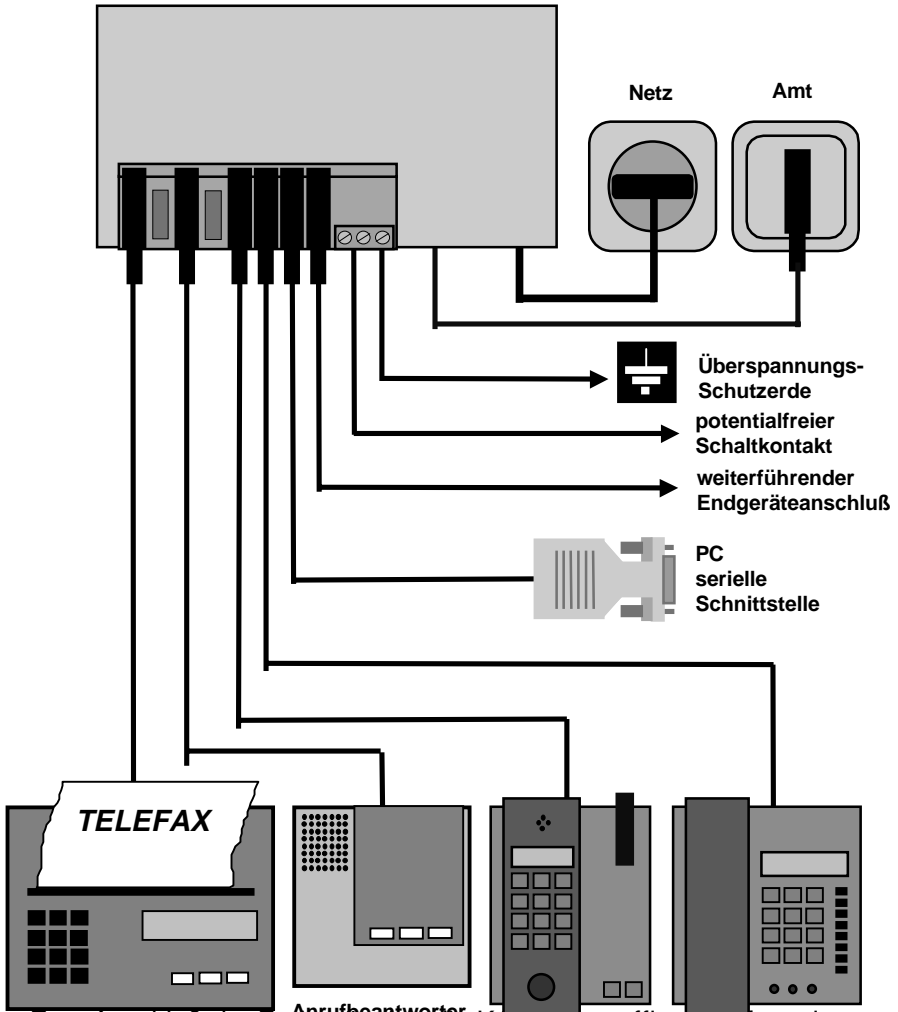 Netz
Amt
Überspannungs-
Schutzerde
potentialfreier
Schaltkontakt
weiterführender
Endgeräteanschluß
PC
serielle
Schnittstelle
TELEFAX
Anrufbeantworter